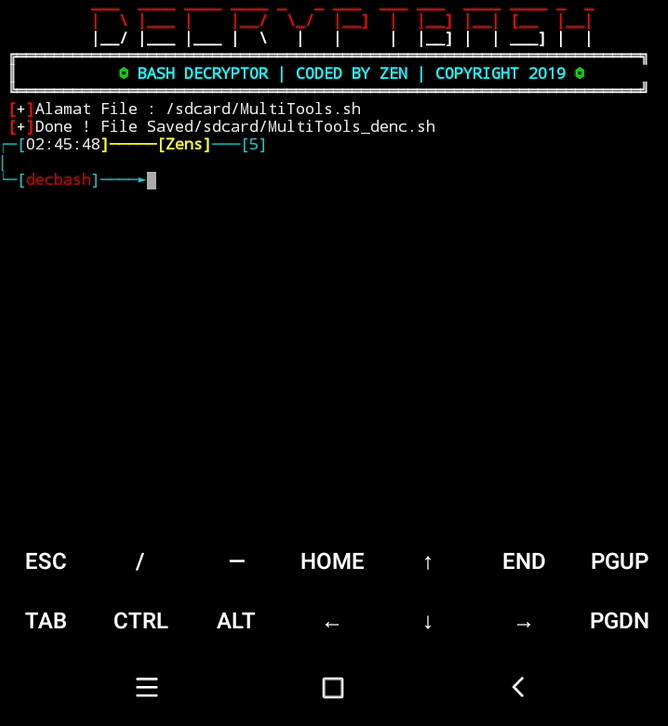 DECRYPTBASH
BASH DECRYPTOR | CODED BY ZEN | COPYRIGHT 2019
[+]Alamat File : /sdcard/MultiTools.sh
[+]Done ! File Saved/sdcard/MultiTools_denc.sh
┌─[02:45:48]─────[Zens]───[5]
│
└─[decbash]────►
ESC / — HOME ↑ END PGUP
TAB CTRL ALT ← ↓ → PGDN